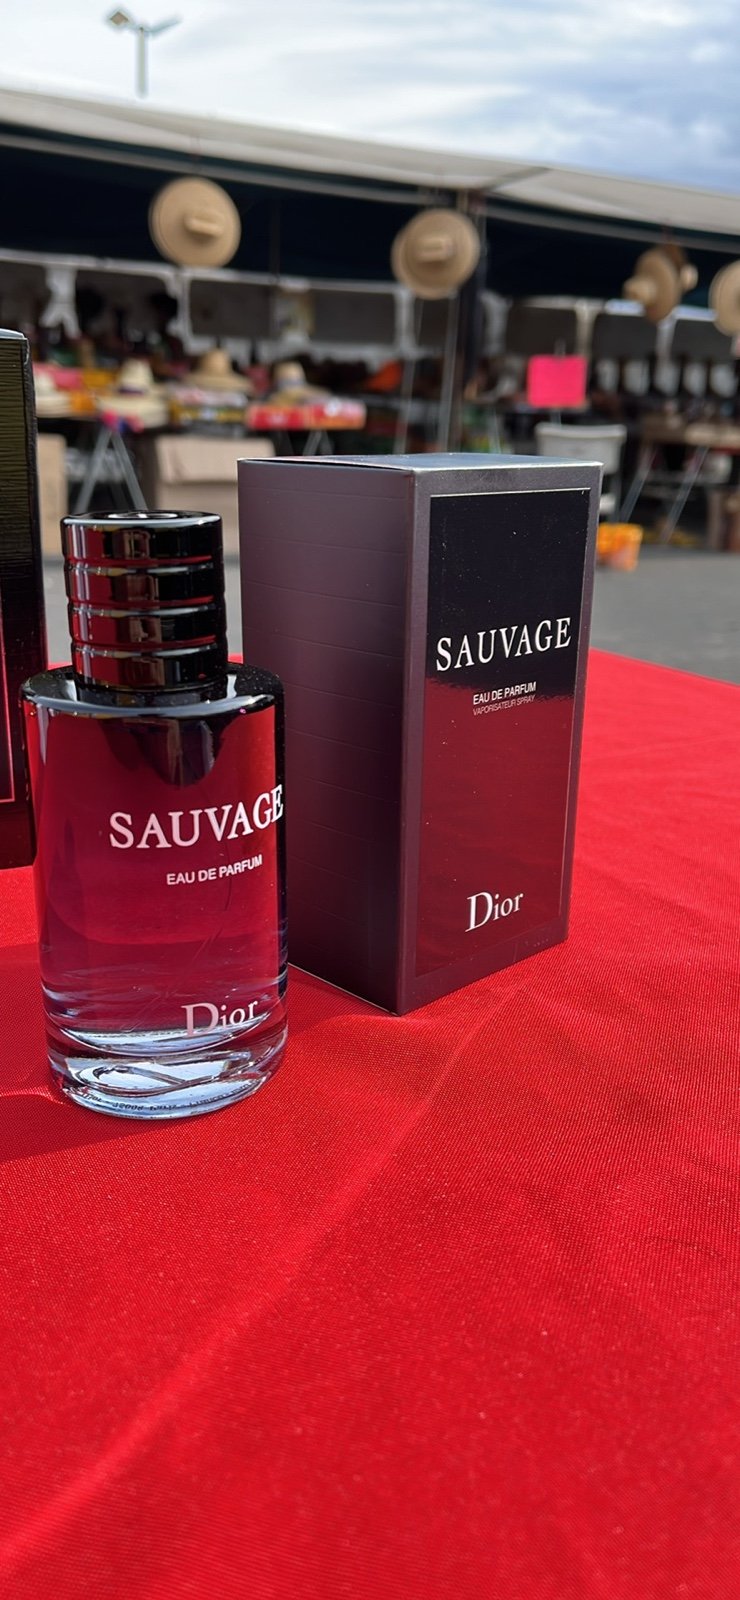 SAUVAGE
EAU DE PARFUM
Dior
SAUVAGE
EAU DE PARFUM
VAPORISATEUR SPRAY
Dior